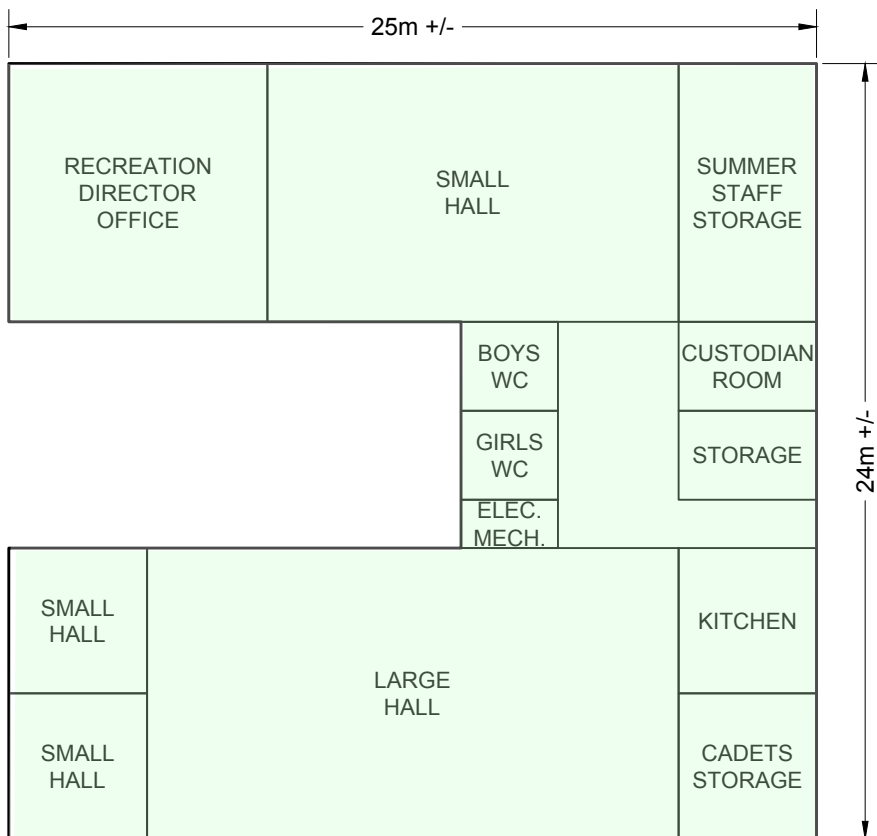 25m +/-
RECREATION
DIRECTOR
OFFICE
SMALL
HALL
SUMMER
STAFF
STORAGE
BOYS
WC
CUSTODIAN
ROOM
GIRLS
WC
STORAGE
24m +/-
ELEC.
MECH.
SMALL
HALL
KITCHEN
LARGE
HALL
SMALL
HALL
CADETS
STORAGE